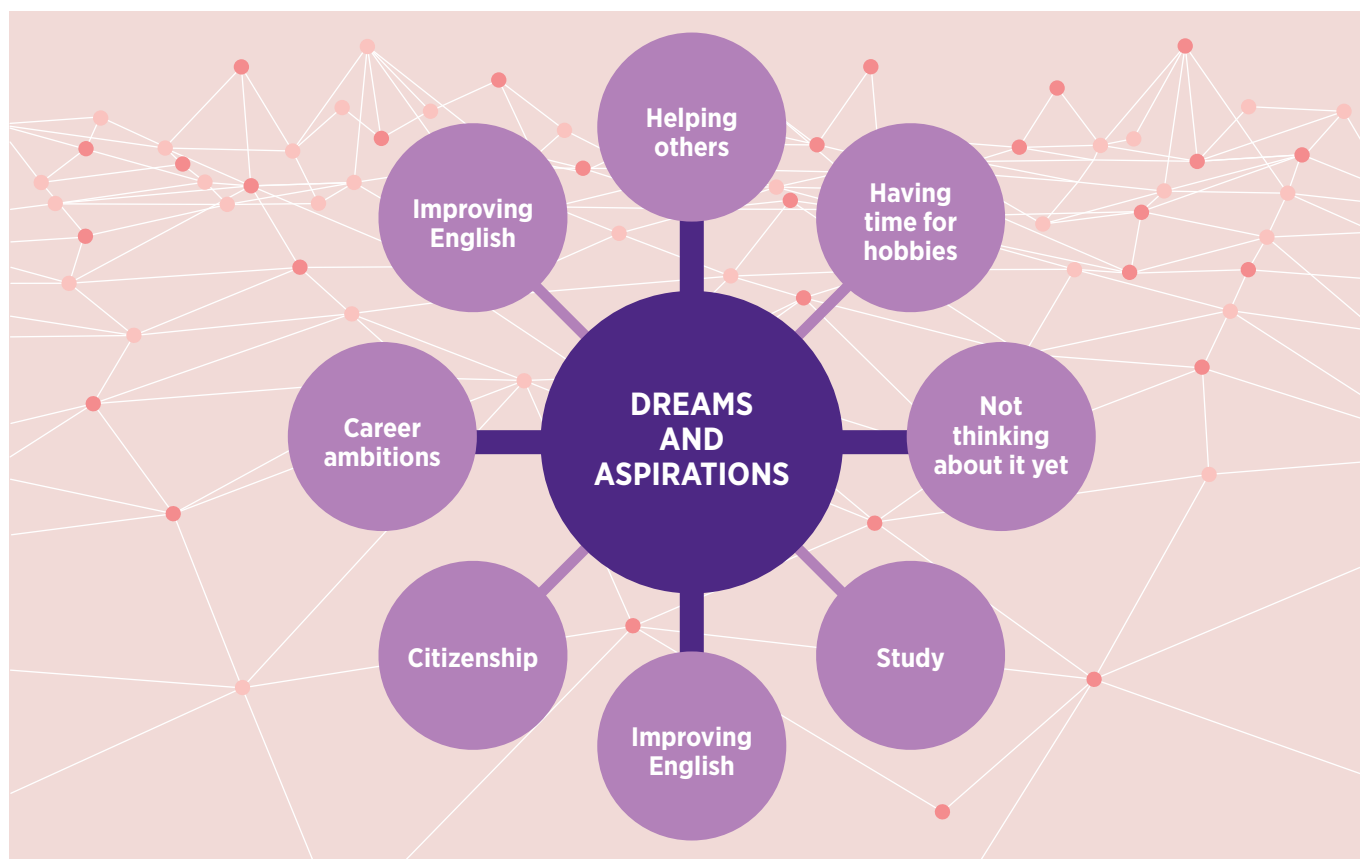 Helping
others
Improving
English
Having
time for
hobbies
DREAMS
AND
ASPIRATIONS
Career
ambitions
Not
thinking
about it yet
Citizenship
Study
Improving
English